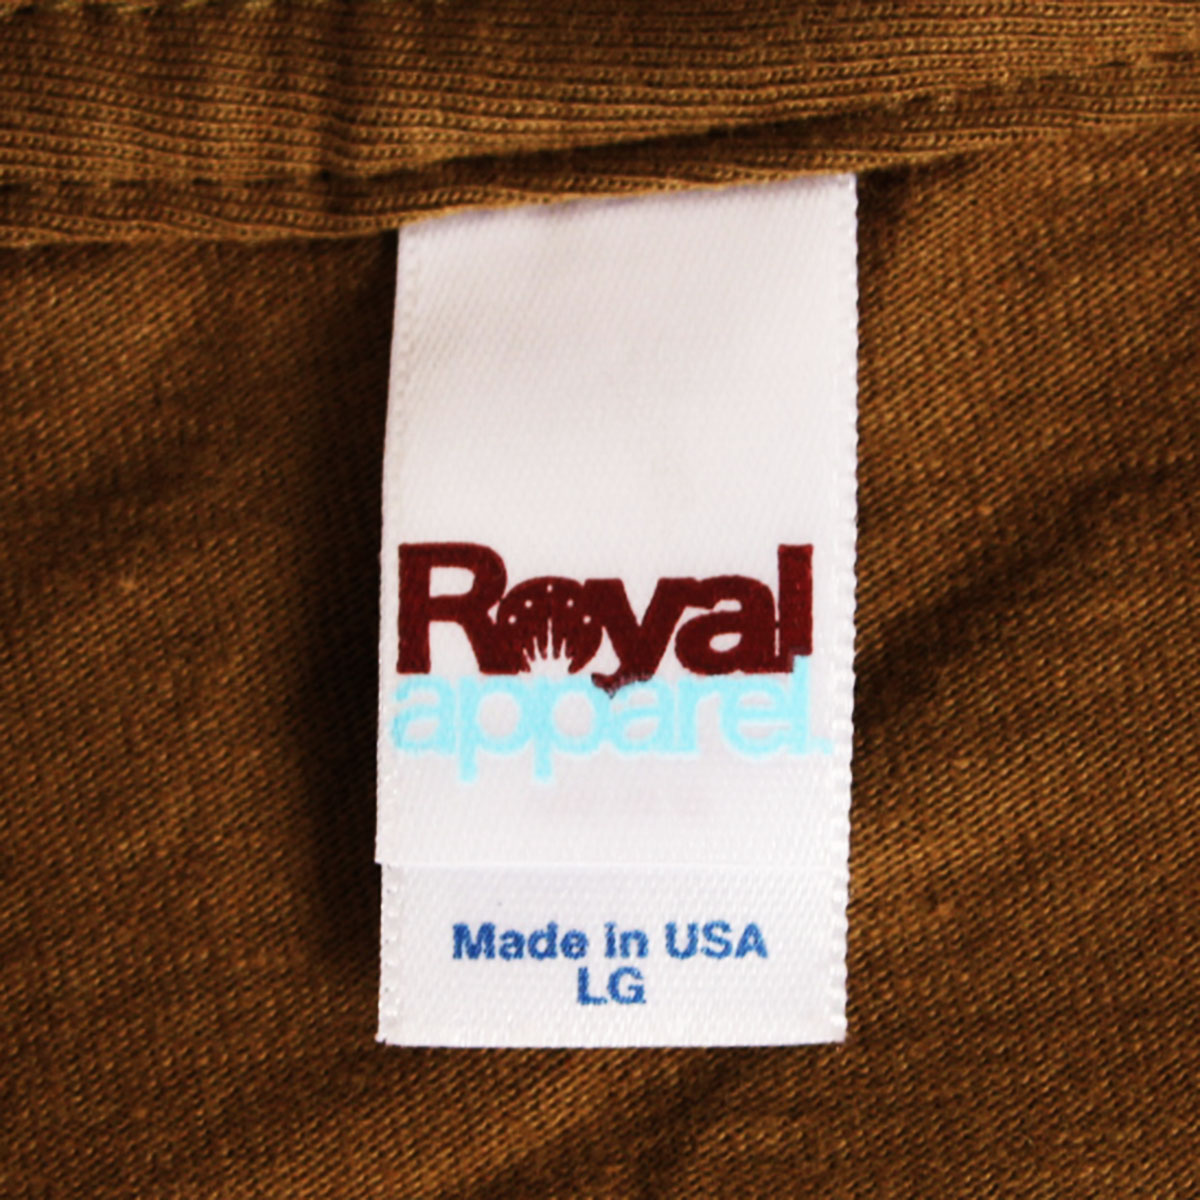 Royal
apparel.
Made in USA
LG